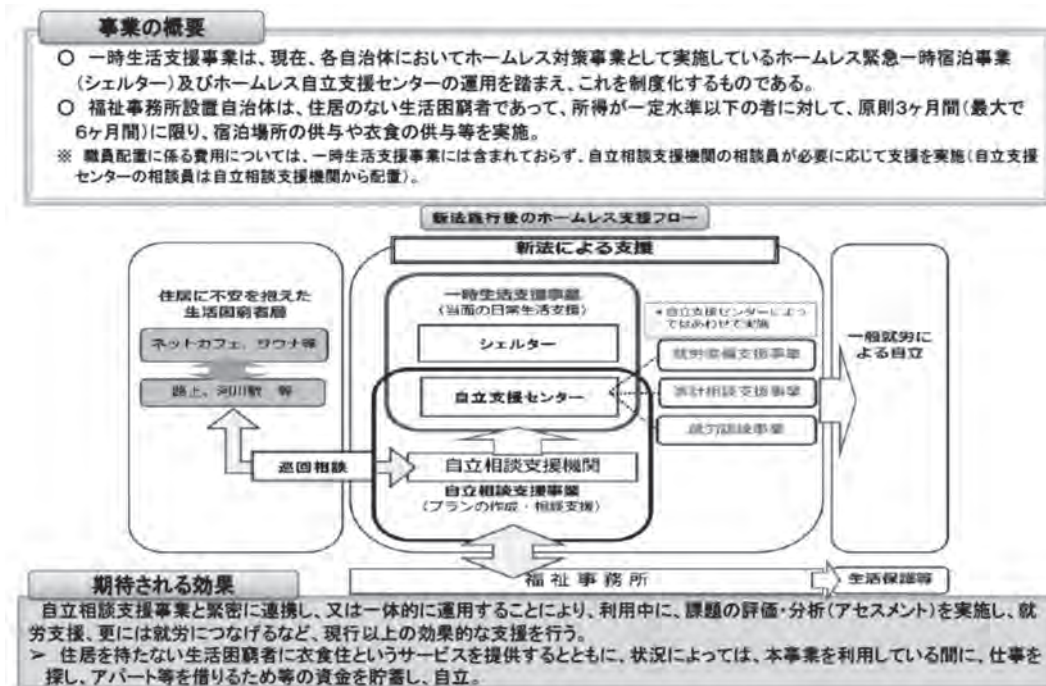 事業の概要
○ 一時生活支援事業は、現在、各自治体においてホームレス対策事業として実施しているホームレス緊急一時宿泊事業
(シェルター)及びホームレス自立支援センターの運用を踏まえ、これを制度化するものである。
○ 福祉事務所設置自治体は、住居のない生活困窮者であって、所得が一定水準以下の者に対して、原則3ヶ月間(最大で
6ヶ月間)に限り、宿泊場所の供与や衣食の供与等を実施。
※ 職員配置に係る費用については、一時生活支援事業には含まれておらず、自立相談支援機関の相談員が必要に応じて支援を実施(自立支援
センターの相談員は自立相談支援機関から配置)。
新法施行後のホームレス支援フロー
新法による支援
住居に不安を抱えた
生活困窮者層
ネットカフェ、サウナ等
路上、河川敷 等
巡回相談
一時生活支援事業
(当面の日常生活支援)
シェルター
自立支援センター
自立相談支援機関
自立相談支援事業
(プランの作成・相談支援)
＊自立支援センターによっ
てはあわせて実施
就労準備支援事業
家計相談支援事業
就労訓練事業
一般就労に
よる自立
福祉事務所
生活保護等
期待される効果
自立相談支援事業と緊密に連携し、又は一体的に運用することにより、利用中に、課題の評価・分析(アセスメント)を実施し、就
労支援、更には就労につなげるなど、現行以上の効果的な支援を行う。
➢ 住居を持たない生活困窮者に衣食住というサービスを提供するとともに、状況によっては、本事業を利用している間に、仕事を
探し、アパート等を借りるため等の資金を貯蓄し、自立。